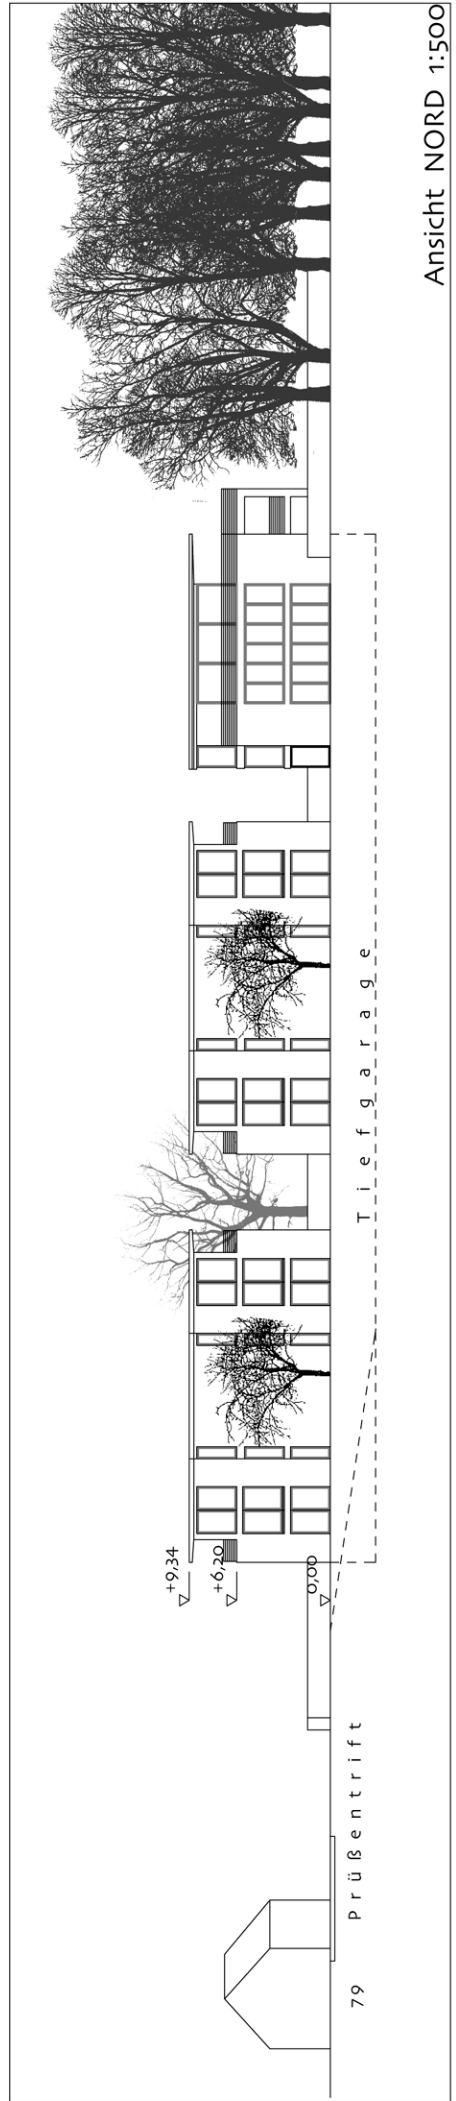 +9,34
+6,20
0,00
79
Prüßentrift
Tiefgarage
Ansicht NORD 1:500